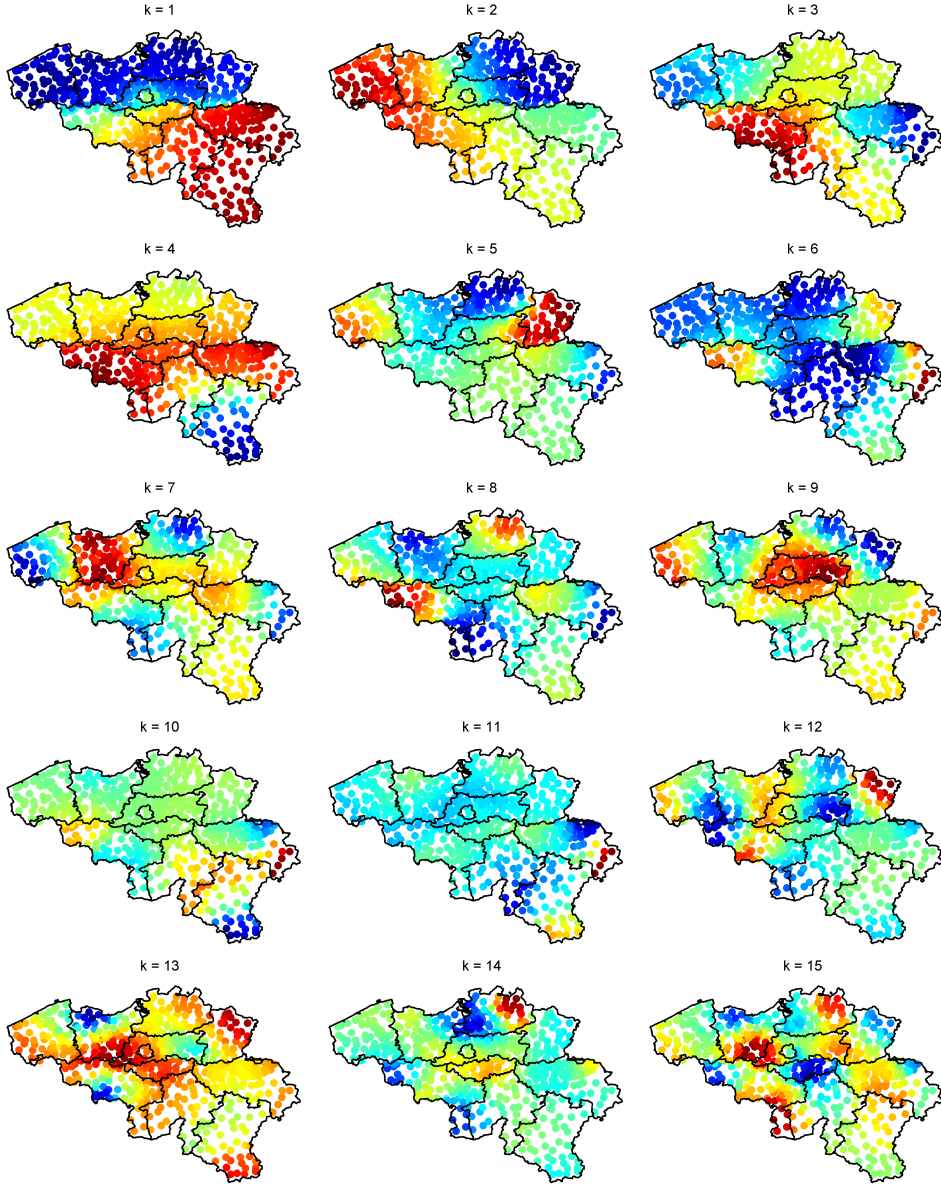 k = 1
k = 2
k = 3
k = 4
k = 5
k = 6
k = 7
k = 8
k = 9
k = 10
k = 11
k = 12
k = 13
k = 14
k = 15